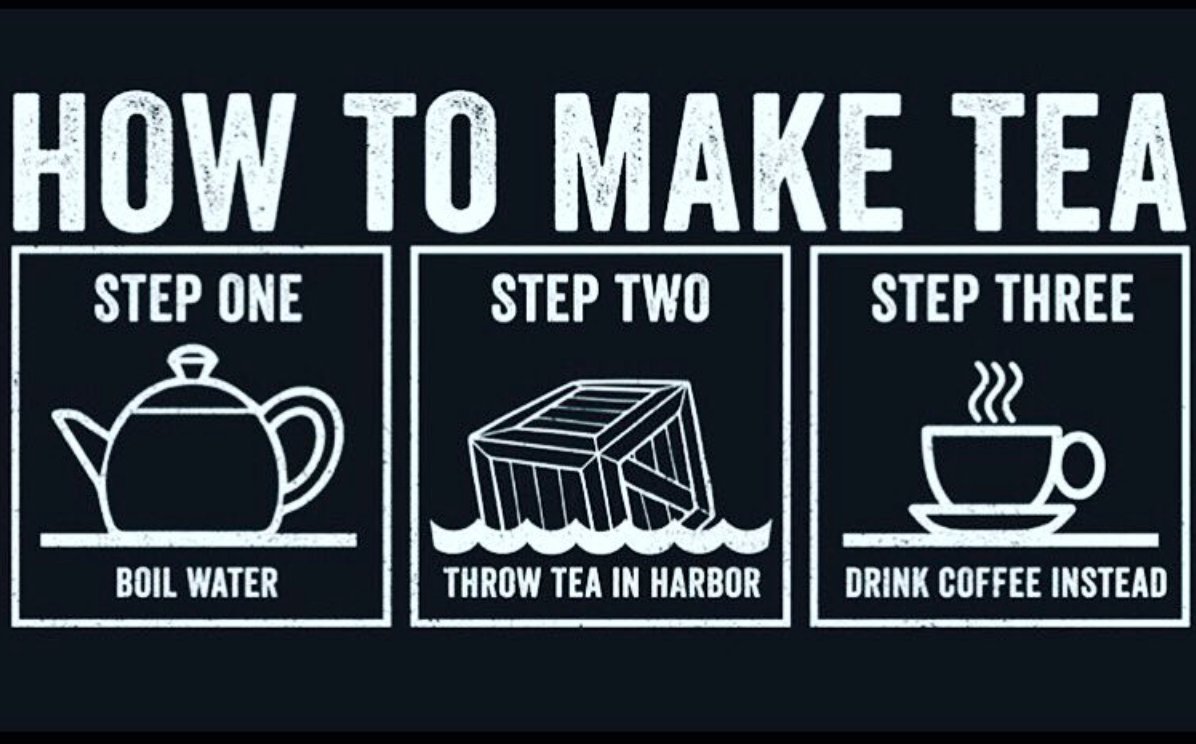 HOW TO MAKE TEA
STEP ONE
BOIL WATER
STEP TWO
THROW TEA IN HARBOR
STEP THREE
DRINK COFFEE INSTEAD